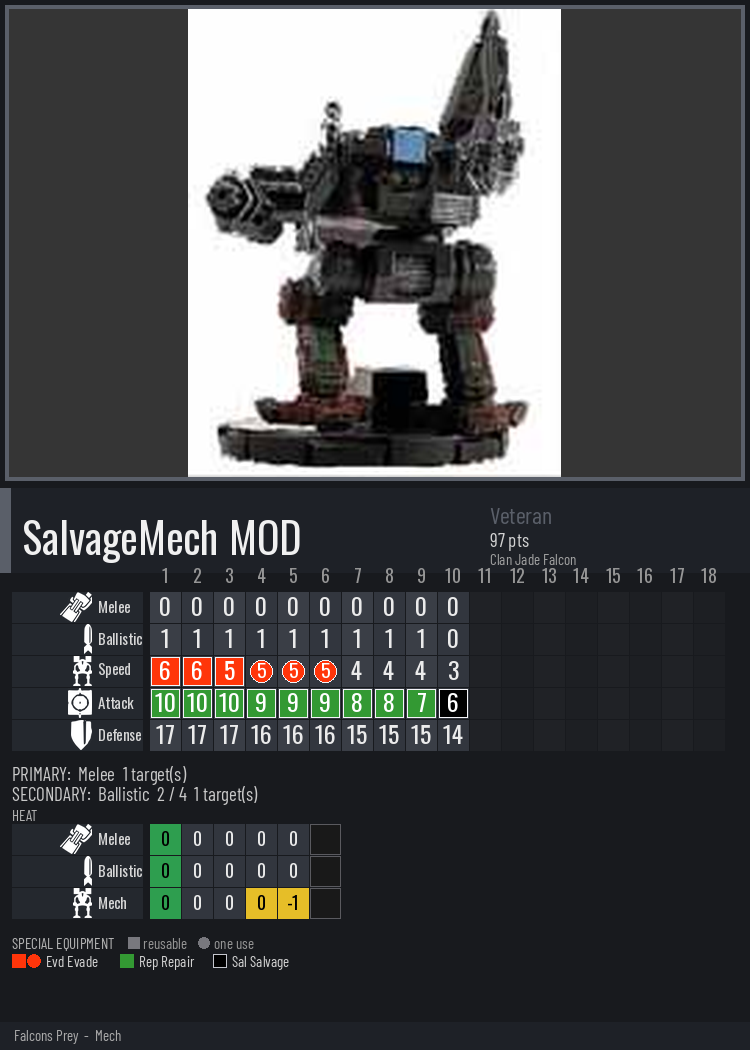 SalvageMech MOD
Veteran
97 pts
Clan Jade Falcon
1 2 3 4 5 6 7 8 9 10 11 12 13 14 15 16 17 18
Melee 0 0 0 0 0 0 0 0 0 0
Ballistic 1 1 1 1 1 1 1 1 1 0
Speed 6 6 5 5 5 5 4 4 4 3
Attack 10 10 10 9 9 9 8 8 7 6
Defense 17 17 17 16 16 16 15 15 15 14
PRIMARY: Melee 1 target(s)
SECONDARY: Ballistic 2 / 4 1 target(s)
HEAT
Melee 0 0 0 0 0
Ballistic 0 0 0 0 0
Mech 0 0 0 0 -1
SPECIAL EQUIPMENT reusable one use
Evd Evade Rep Repair Sal Salvage
Falcons Prey - Mech